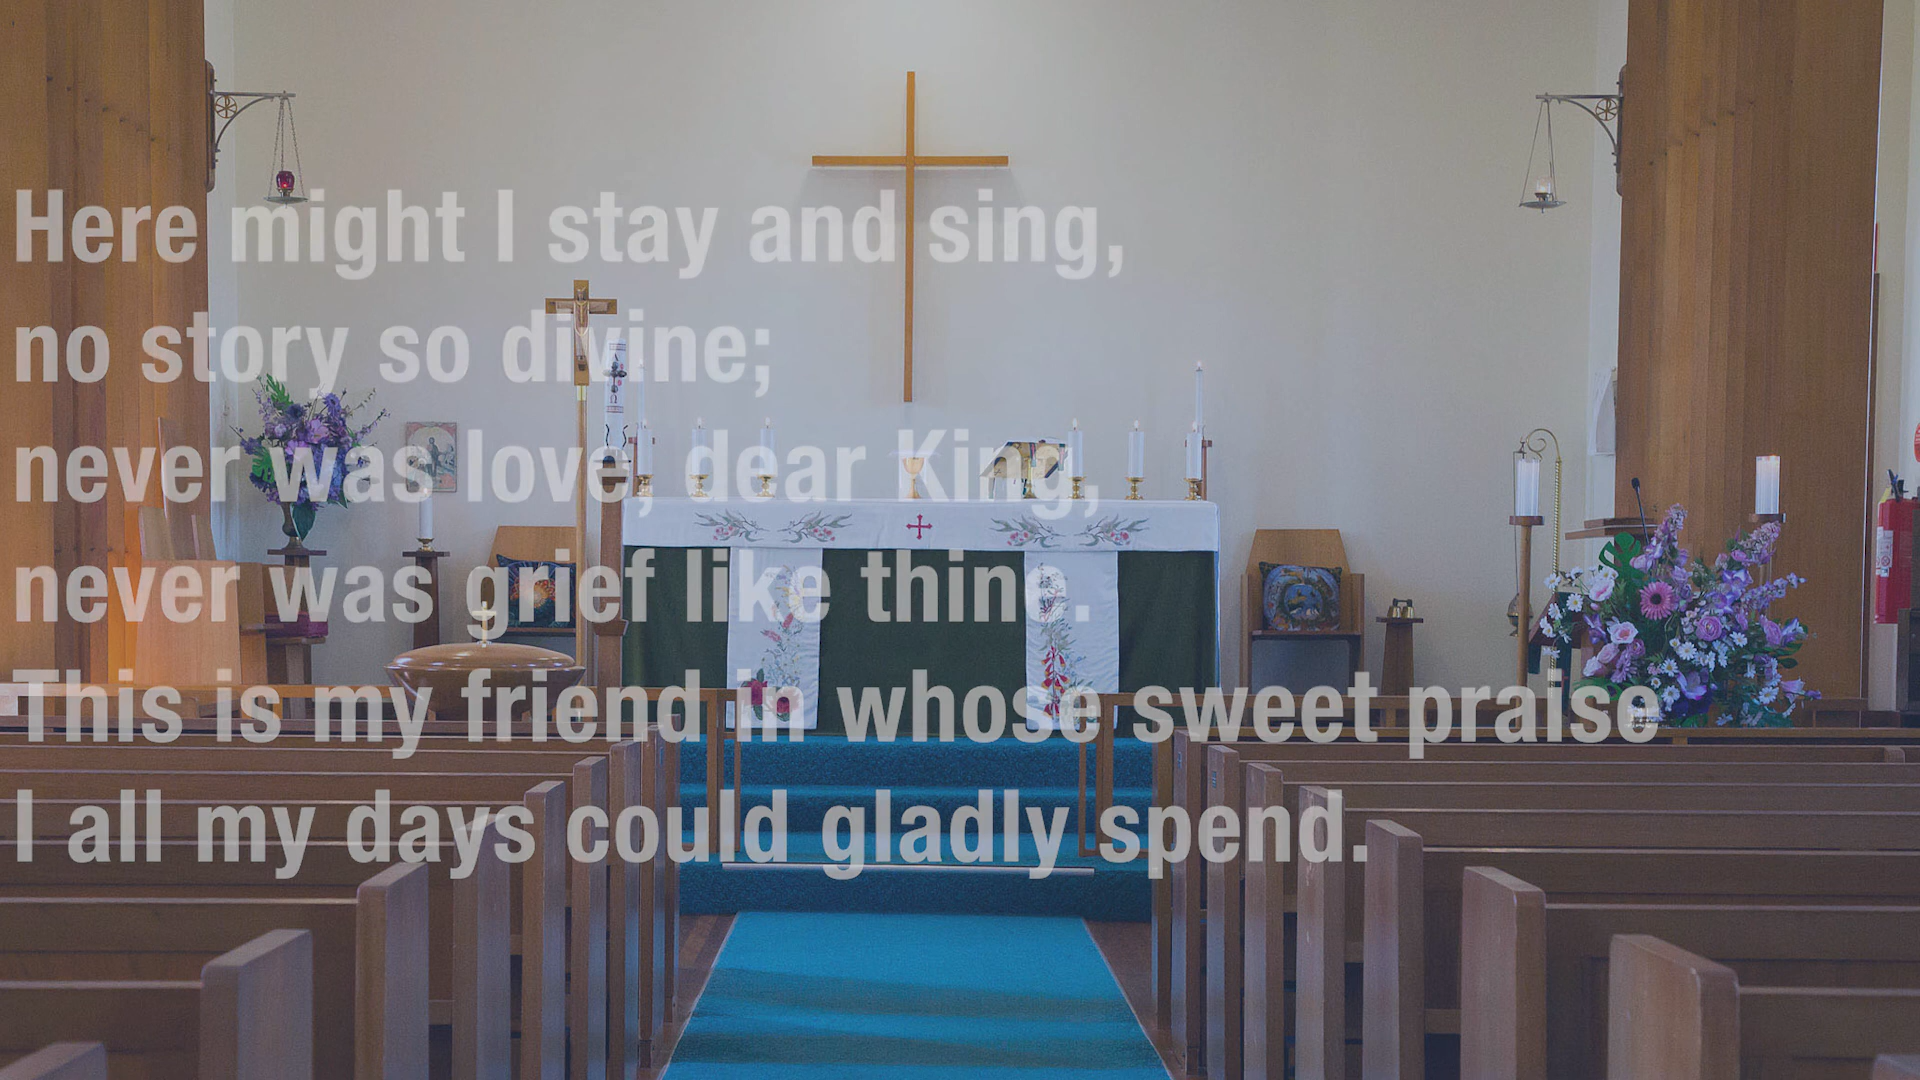 Here might I stay and sing,
no story so divine;
never was love, dear King,
never was grief like thine.
This is my friend in whose sweet praise
I all my days could gladly spend.